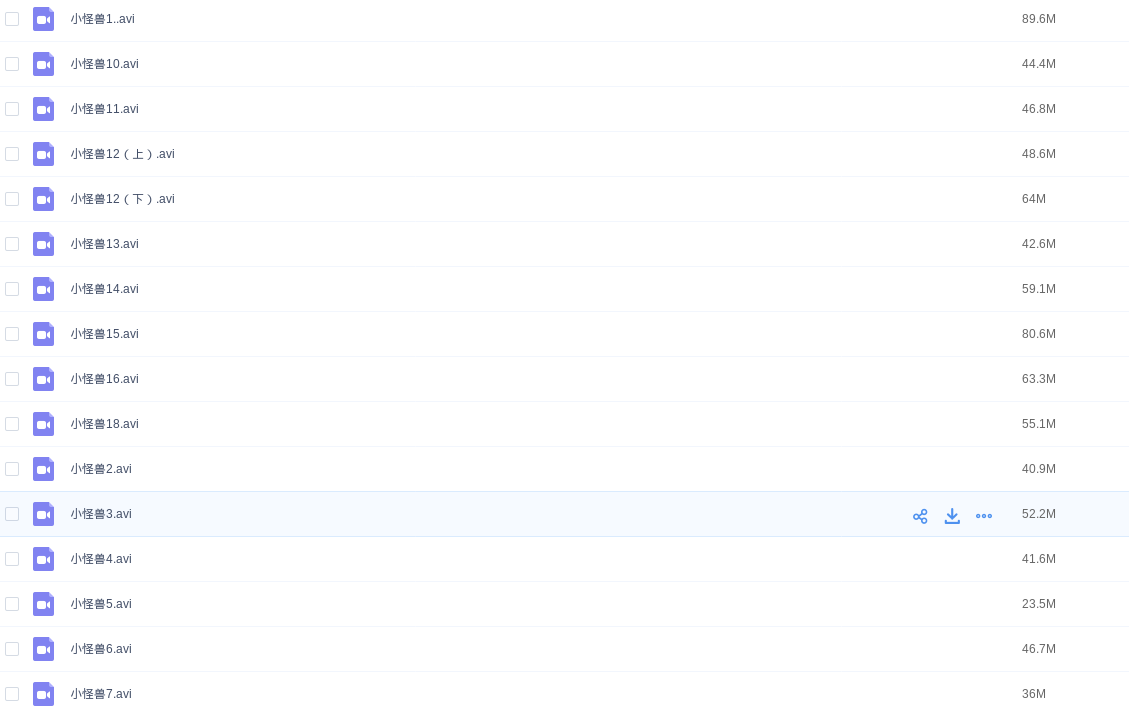 小怪兽1..avi 89.6M
小怪兽10.avi 44.4M
小怪兽11.avi 46.8M
小怪兽12（上）.avi 48.6M
小怪兽12（下）.avi 64M
小怪兽13.avi 42.6M
小怪兽14.avi 59.1M
小怪兽15.avi 80.6M
小怪兽16.avi 63.3M
小怪兽18.avi 55.1M
小怪兽2.avi 40.9M
小怪兽3.avi 52.2M
小怪兽4.avi 41.6M
小怪兽5.avi 23.5M
小怪兽6.avi 46.7M
小怪兽7.avi 36M